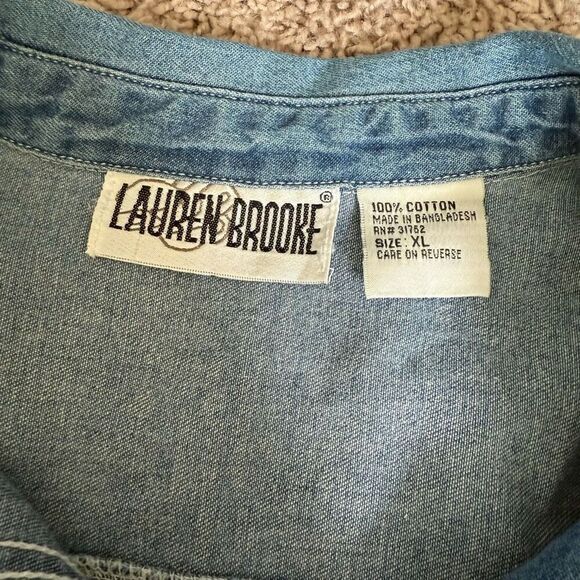 LAUREN BROOKE®
100% COTTON
MADE IN BANGLADESH
RN# 31752
SIZE: XL
CARE ON REVERSE